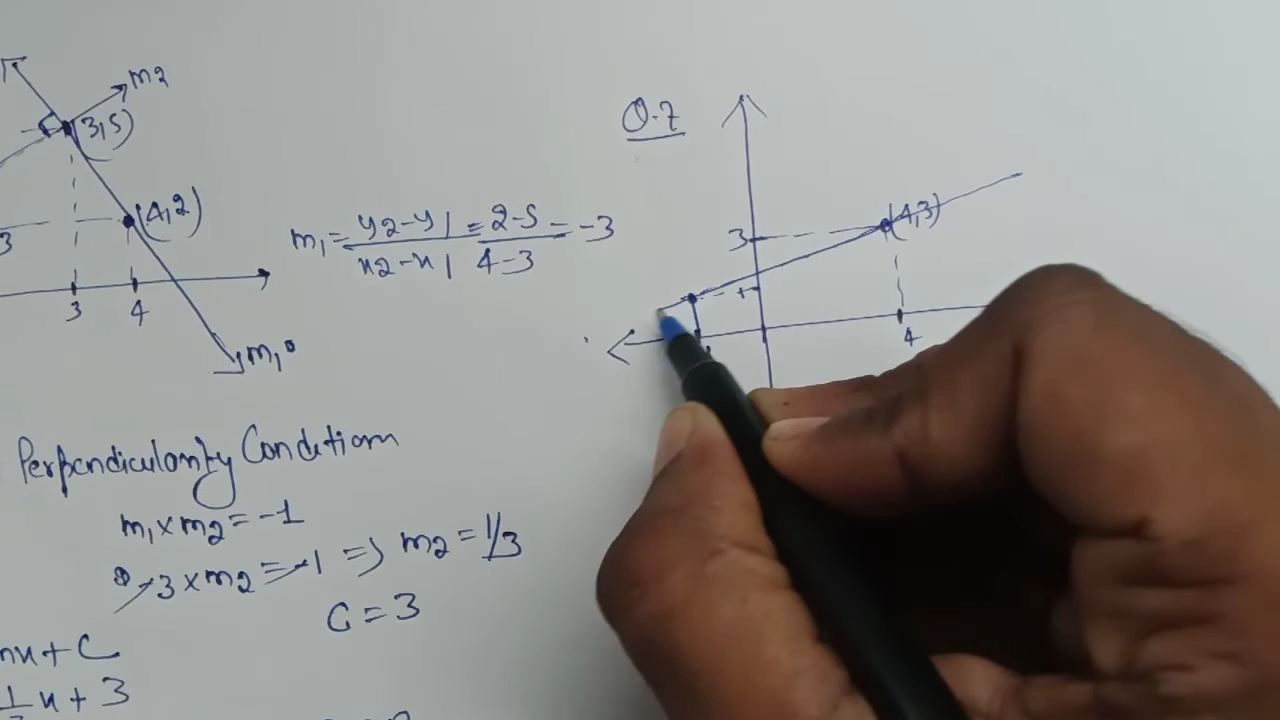 m2
(3,5)
(4,2)
3
3
4
m1
m1 = y2-y1 / x2-x1 = 2-5 / 4-3 = -3
Perpendicularity Condition
m1 x m2 = -1
-3 x m2 = -1 => m2 = 1/3
C = 3
mx + C
1/3 x + 3
Q.7
(4,3)
3
4